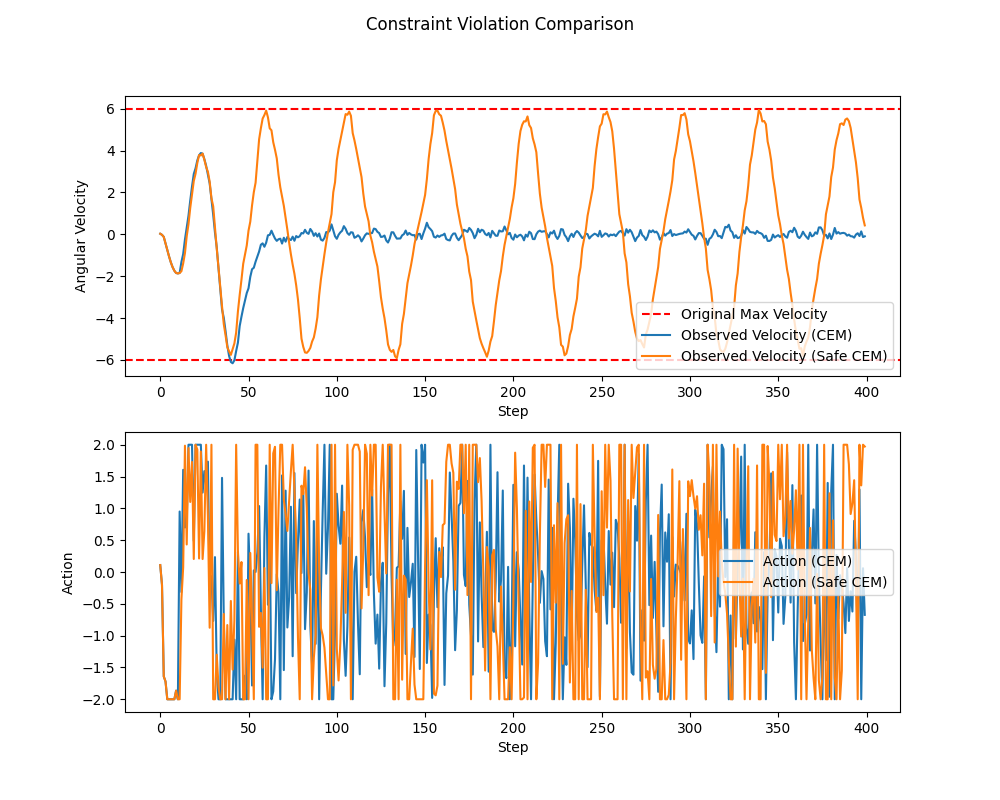 Constraint Violation Comparison
6
4
2
0
−2
−4
−6
Angular Velocity
Original Max Velocity
Observed Velocity (CEM)
Observed Velocity (Safe CEM)
0 50 100 150 200 250 300 350 400
Step
2.0
1.5
1.0
0.5
0.0
−0.5
−1.0
−1.5
−2.0
Action
Action (CEM)
Action (Safe CEM)
0 50 100 150 200 250 300 350 400
Step